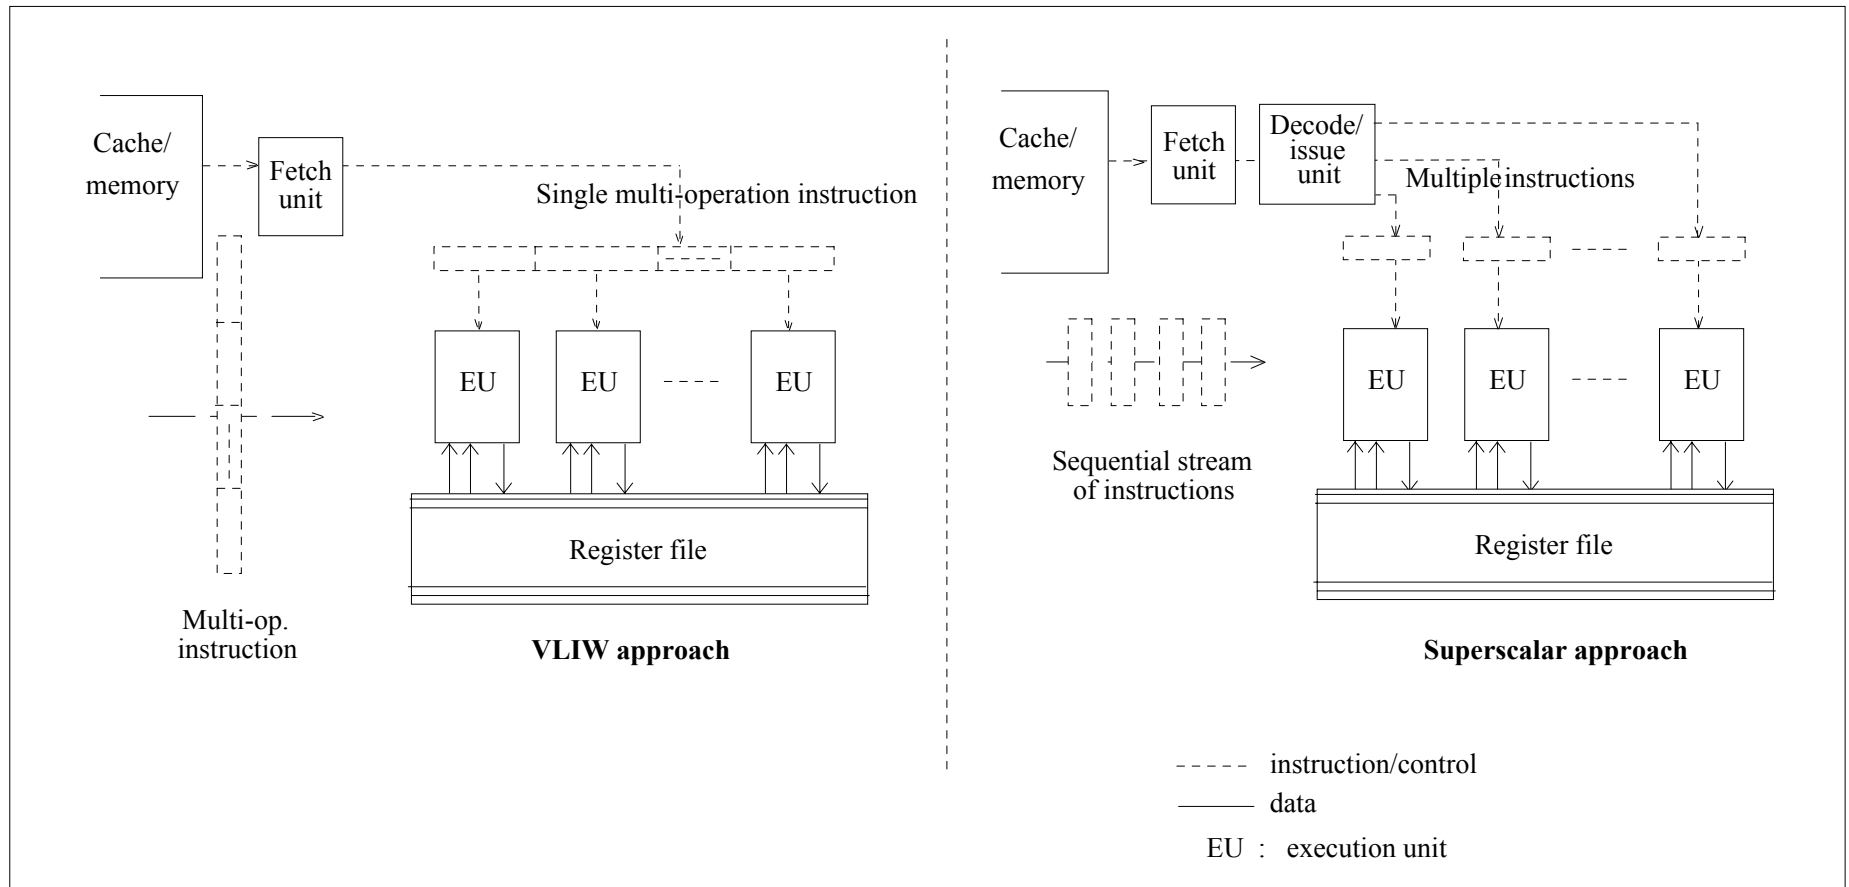 Cache/
memory
Fetch
unit
Single multi-operation instruction
EU
EU
EU
Register file
Multi-op.
instruction
VLIW approach
Cache/
memory
Fetch
unit
Decode/
issue
unit
Multiple instructions
EU
EU
EU
Sequential stream
of instructions
Register file
Superscalar approach
instruction/control
data
EU : execution unit